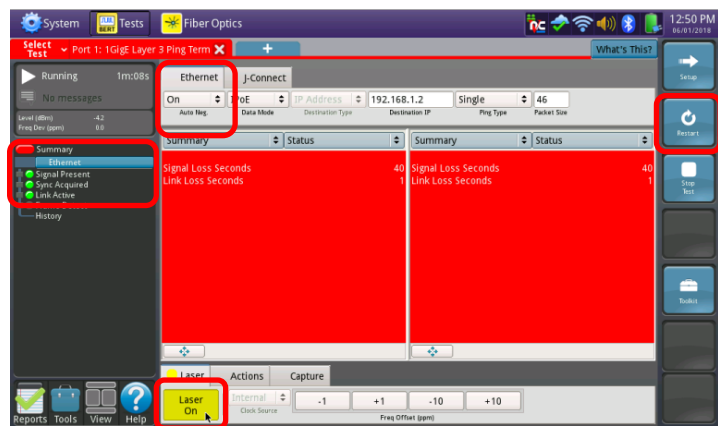 System
BERT
Tests
Fiber Optics
12:50 PM
06/01/2018
Select
Test
Port 1: 1GigE Layer 3 Ping Term
+
What's This?
Running 1m:08s
No messages
Level (dBm) -4.2
Freq Dev (ppm) 0.0
Summary
Ethernet
Signal Present
Sync Acquired
Link Active
History
Ethernet
J-Connect
On
IPoE
IP Address
192.168.1.2
Single
46
Auto Neg.
Data Mode
Destination Type
Destination IP
Ping Type
Packet Size
Summary
Status
Summary
Status
Signal Loss Seconds 40
Link Loss Seconds 1
Signal Loss Seconds 40
Link Loss Seconds 1
Laser
Actions
Capture
Laser
On
Internal
Clock Source
-1
+1
-10
+10
Freq Offset (ppm)
Reports
Tools
View
Help
Setup
Restart
Stop
Test
Toolkit